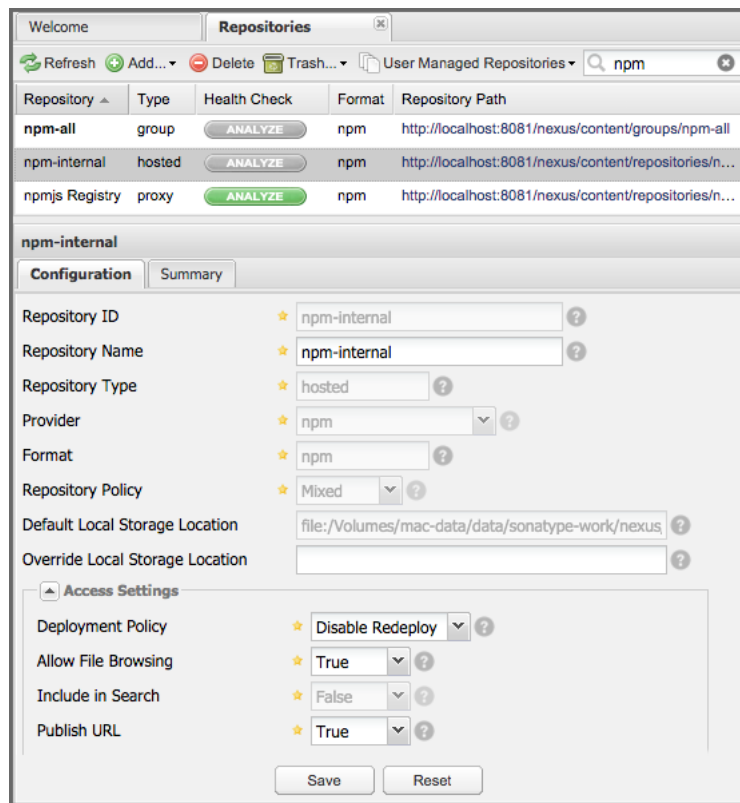 Welcome Repositories
Refresh Add... Delete Trash... User Managed Repositories npm
Repository Type Health Check Format Repository Path
npm-all group ANALYZE npm http://localhost:8081/nexus/content/groups/npm-all
npm-internal hosted ANALYZE npm http://localhost:8081/nexus/content/repositories/n...
npmjs Registry proxy ANALYZE npm http://localhost:8081/nexus/content/repositories/n...
npm-internal
Configuration Summary
Repository ID npm-internal ?
Repository Name npm-internal ?
Repository Type hosted ?
Provider npm ?
Format npm ?
Repository Policy Mixed ?
Default Local Storage Location file:/Volumes/mac-data/data/sonatype-work/nexus, ?
Override Local Storage Location ?
Access Settings
Deployment Policy Disable Redeploy ?
Allow File Browsing True ?
Include in Search False ?
Publish URL True ?
Save Reset